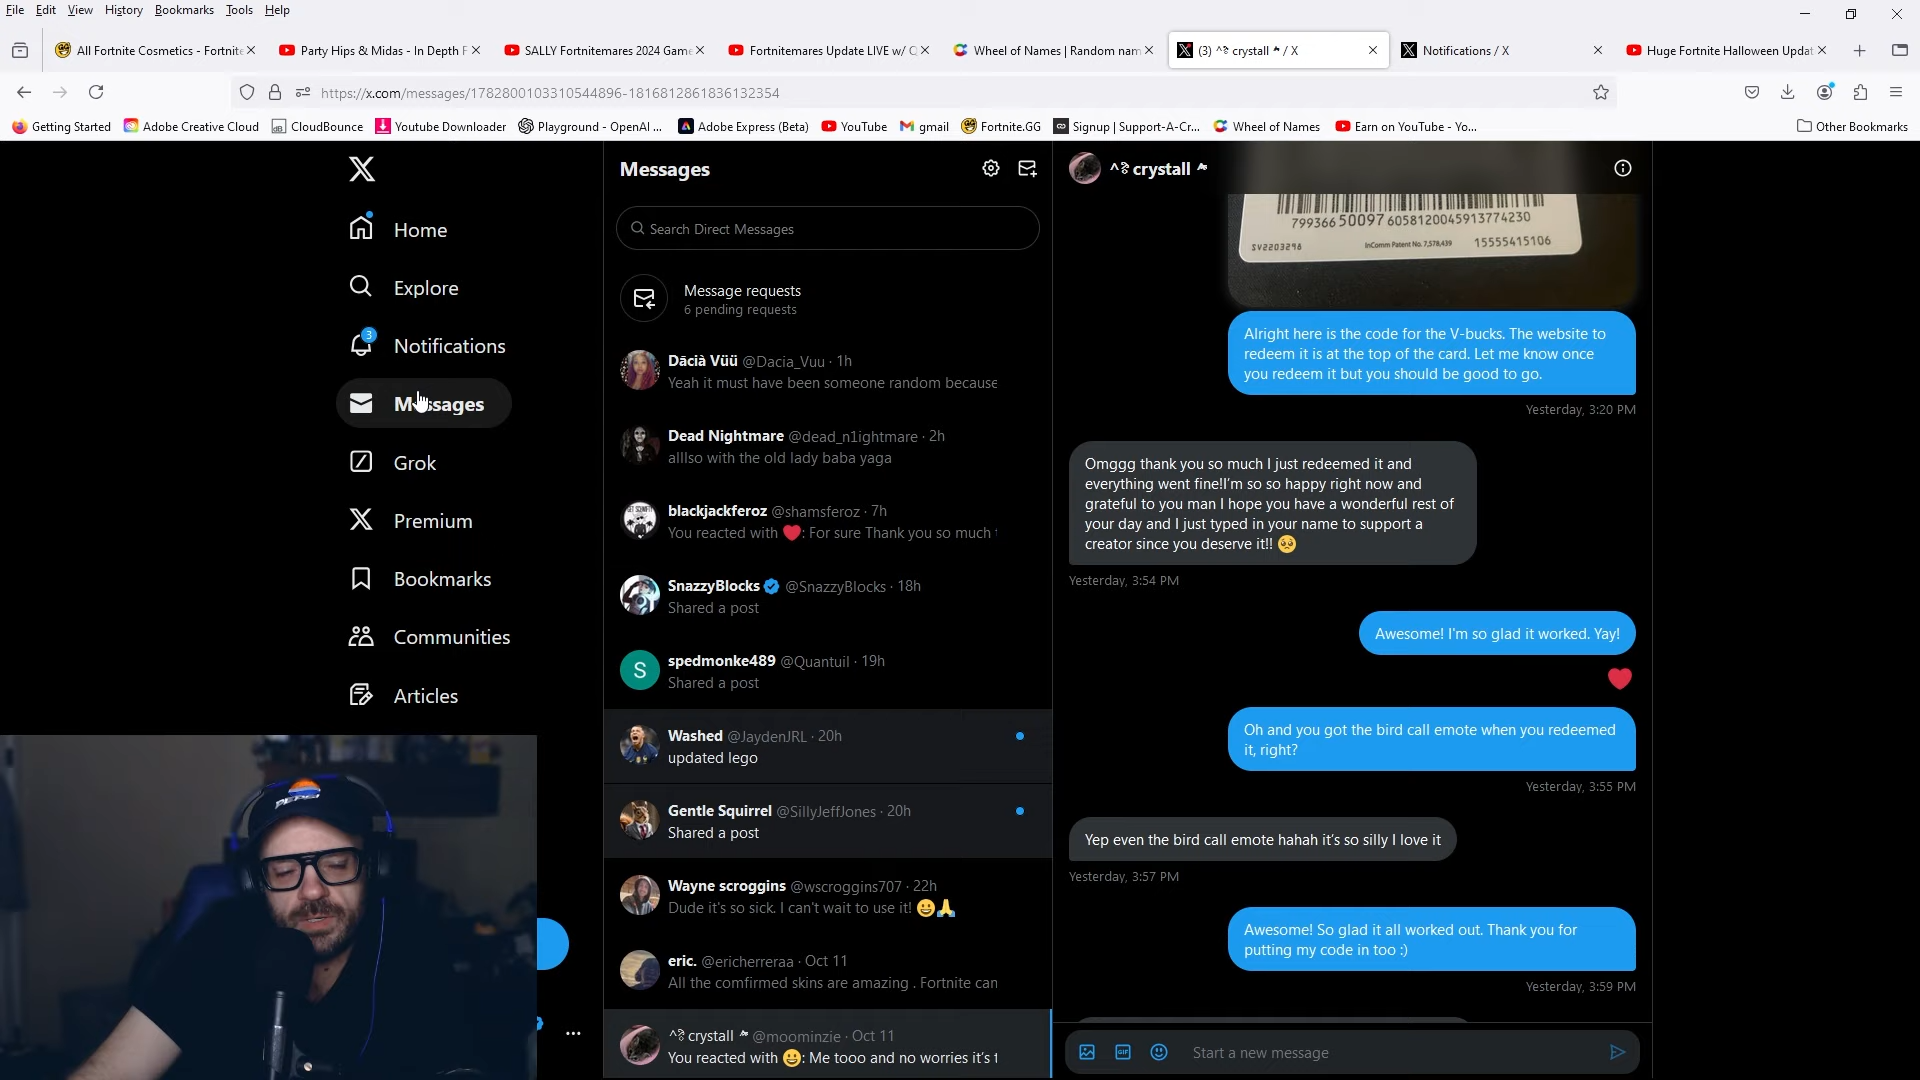 File Edit View History Bookmarks Tools Help
All Fortnite Cosmetics - Fortnite
Party Hips & Midas - In Depth F
SALLY Fortnitemares 2024 Game
Fortnitemares Update LIVE w/ Q
Wheel of Names | Random nam
(3) crystall / X
Notifications / X
Huge Fortnite Halloween Updat
https://x.com/messages/1782800103310544896-1816812861836132354
Getting Started Adobe Creative Cloud CloudBounce Youtube Downloader Playground - OpenAI ... Adobe Express (Beta) YouTube gmail Fortnite.GG Signup | Support-A-Cr... Wheel of Names Earn on YouTube - Yo... Other Bookmarks
X
Home
Explore
3
Notifications
Messages
Grok
Premium
Bookmarks
Communities
Articles
PEPSI
Messages
Search Direct Messages
Message requests
6 pending requests
Dācià Vüü @Dacia_Vuu · 1h
Yeah it must have been someone random because
Dead Nightmare @dead_n1ightmare · 2h
alllso with the old lady baba yaga
blackjackferoz @shamsferoz · 7h
You reacted with ❤️: For sure Thank you so much
SnazzyBlocks @SnazzyBlocks · 18h
Shared a post
S
spedmonke489 @Quantuil · 19h
Shared a post
Washed @JaydenJRL · 20h
updated lego
Gentle Squirrel @SillyJeffJones · 20h
Shared a post
Wayne scroggins @wscroggins707 · 22h
Dude it's so sick. I can't wait to use it! 😀🙏
eric. @ericherreraa · Oct 11
All the comfirmed skins are amazing . Fortnite can
crystall @moominzie · Oct 11
You reacted with 😀: Me tooo and no worries it's t
crystall
799366 50097 6058120045913774230
SV2203298 InComm Patent No. 7,578,439 15555415106
Alright here is the code for the V-bucks. The website to
redeem it is at the top of the card. Let me know once
you redeem it but you should be good to go.
Yesterday, 3:20 PM
Omggg thank you so much I just redeemed it and
everything went fine!I'm so so happy right now and
grateful to you man I hope you have a wonderful rest of
your day and I just typed in your name to support a
creator since you deserve it!! 🥺
Yesterday, 3:54 PM
Awesome! I'm so glad it worked. Yay!
❤️
Oh and you got the bird call emote when you redeemed
it, right?
Yesterday, 3:55 PM
Yep even the bird call emote hahah it's so silly I love it
Yesterday, 3:57 PM
Awesome! So glad it all worked out. Thank you for
putting my code in too :)
Yesterday, 3:59 PM
GIF
Start a new message